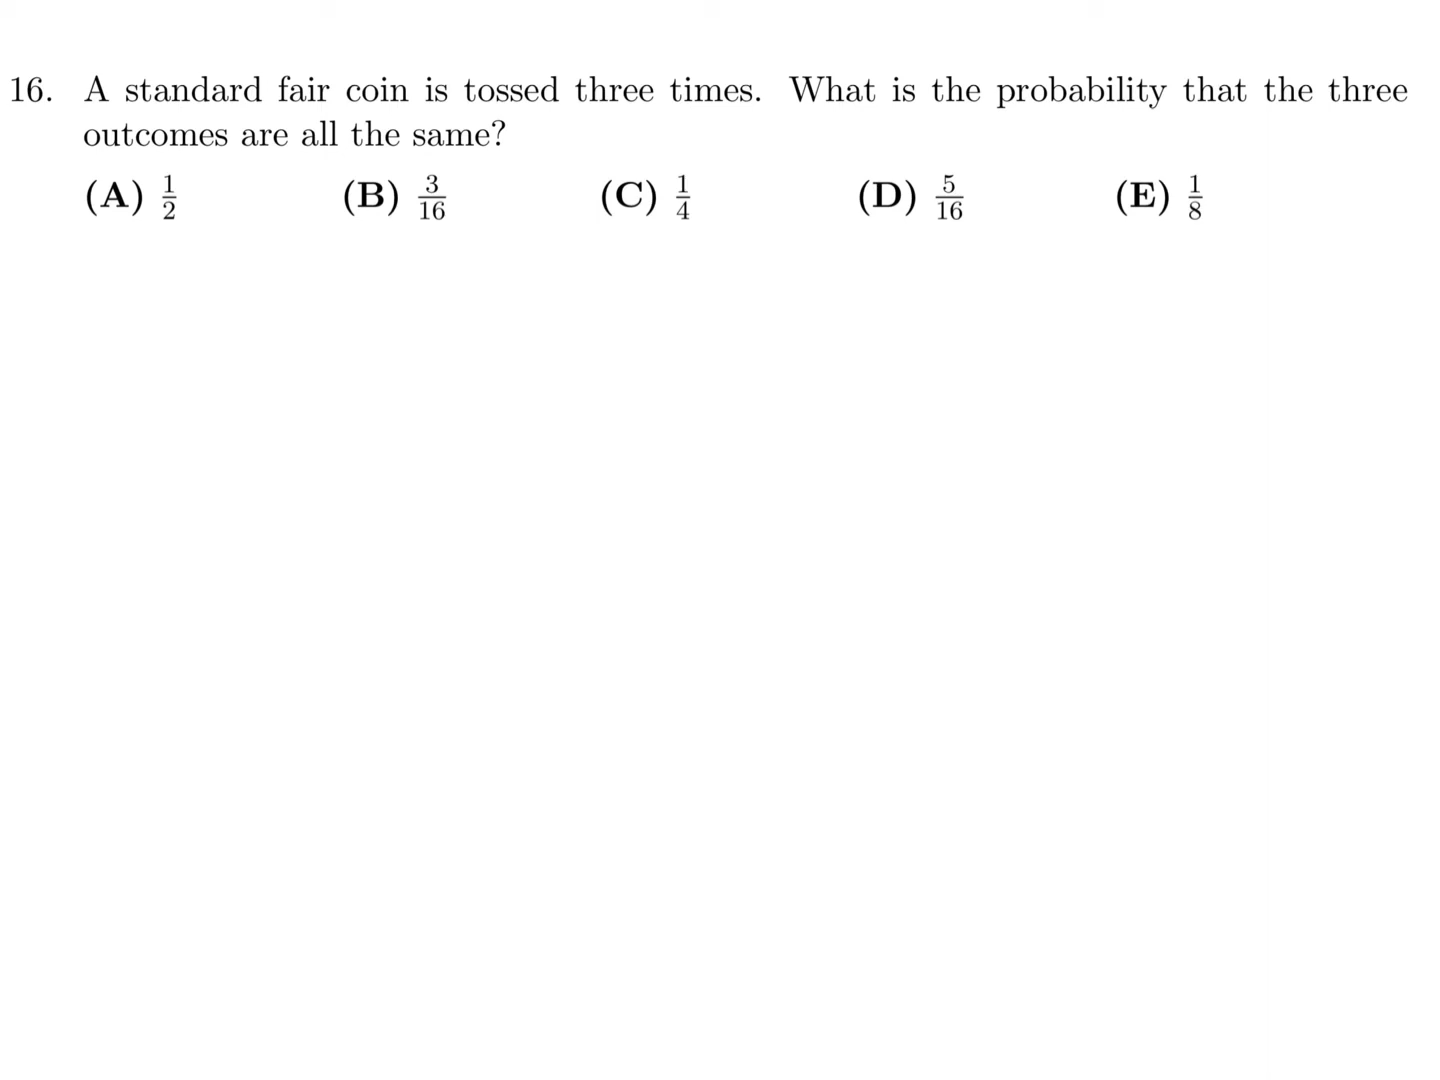 16. A standard fair coin is tossed three times. What is the probability that the three
outcomes are all the same?
(A) 1/2 (B) 3/16 (C) 1/4 (D) 5/16 (E) 1/8